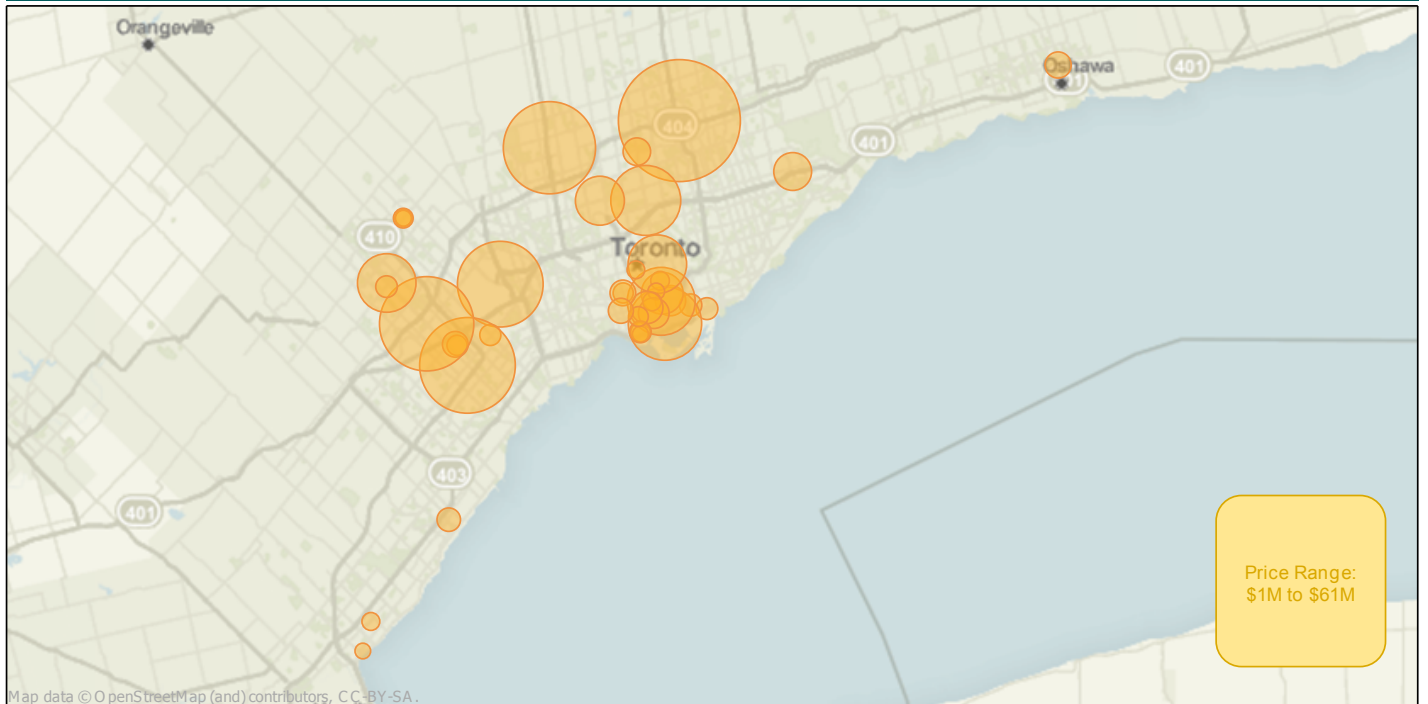 Orangeville
Oshawa
401
401
404
401
410
Toronto
403
401
Price Range:
$1M to $61M
Map data © OpenStreetMap (and) contributors, CC-BY-SA.